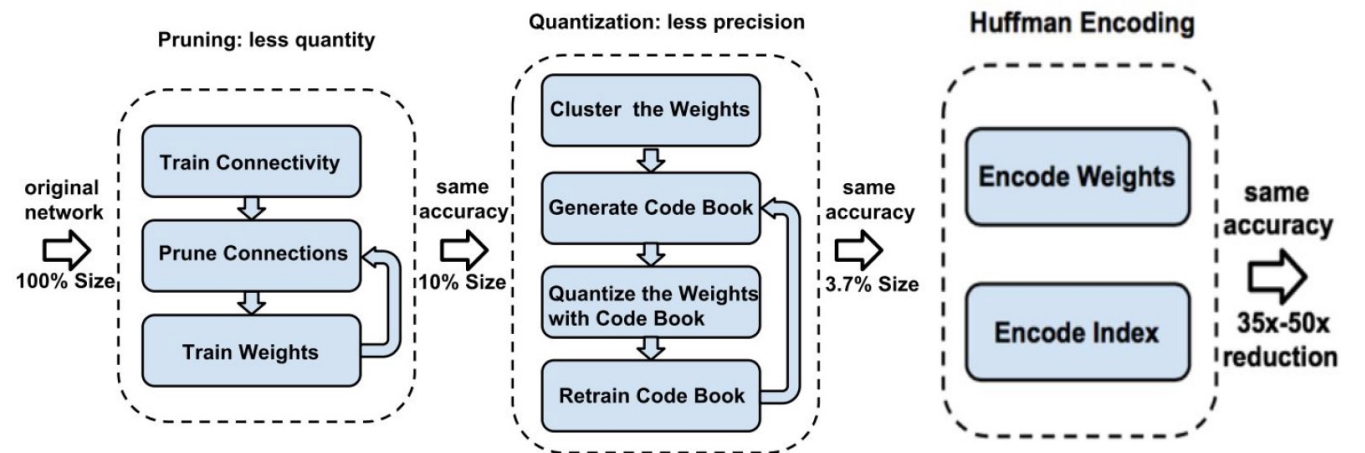 Pruning: less quantity
Quantization: less precision
Huffman Encoding
original
network
100% Size
Train Connectivity
Prune Connections
Train Weights
same
accuracy
10% Size
Cluster the Weights
Generate Code Book
Quantize the Weights
with Code Book
Retrain Code Book
same
accuracy
3.7% Size
Encode Weights
Encode Index
same
accuracy
35x-50x
reduction